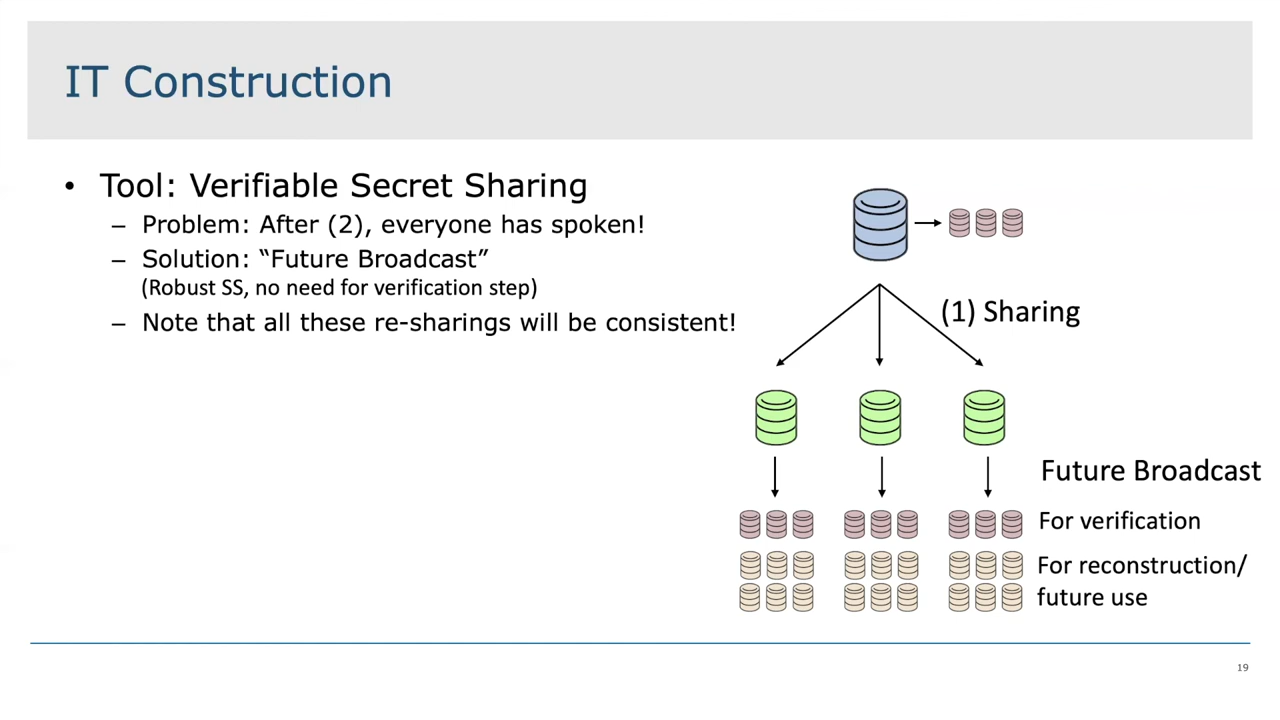 IT Construction
• Tool: Verifiable Secret Sharing
– Problem: After (2), everyone has spoken!
– Solution: “Future Broadcast”
(Robust SS, no need for verification step)
– Note that all these re-sharings will be consistent!
(1) Sharing
Future Broadcast
For verification
For reconstruction/
future use
19